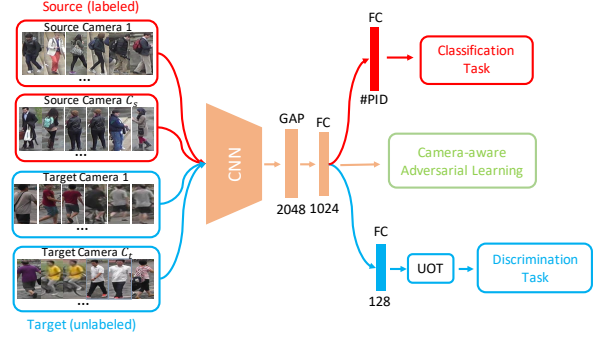 Source (labeled)
Source Camera 1
...
Source Camera C_s
...
Target Camera 1
...
Target Camera C_t
...
Target (unlabeled)
CNN
GAP
2048
FC
1024
FC
#PID
Classification
Task
Camera-aware
Adversarial Learning
FC
128
UOT
Discrimination
Task